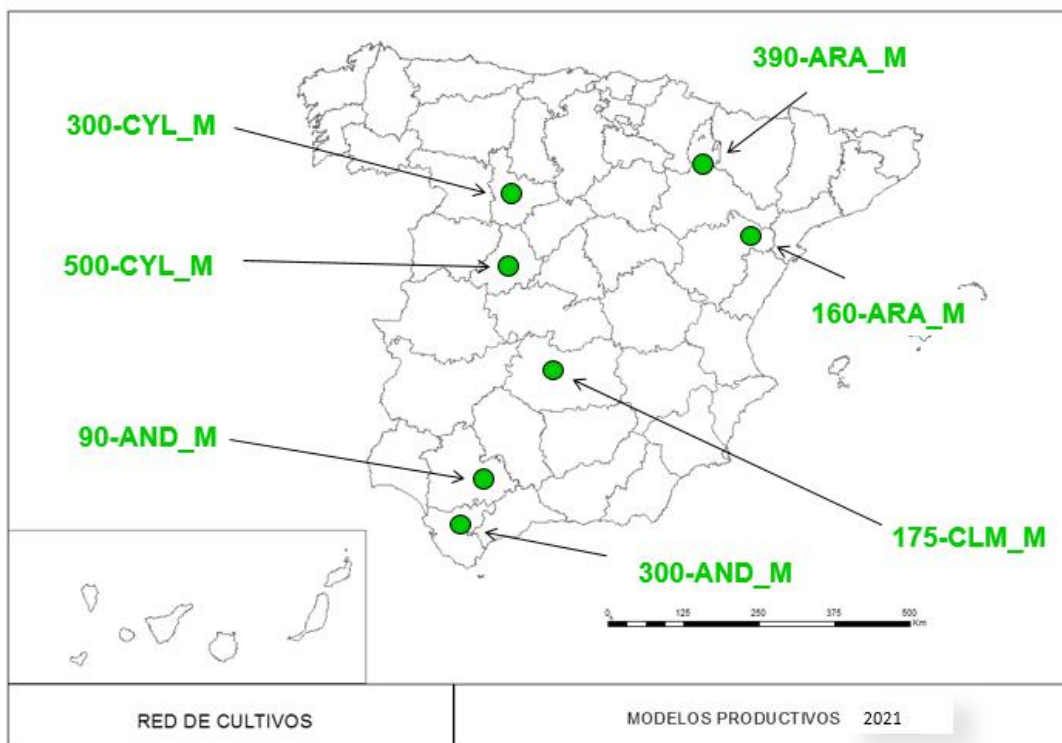 390-ARA_M
300-CYL_M
500-CYL_M
160-ARA_M
90-AND_M
175-CLM_M
300-AND_M
0 125 250 375 500
Km
RED DE CULTIVOS
MODELOS PRODUCTIVOS 2021